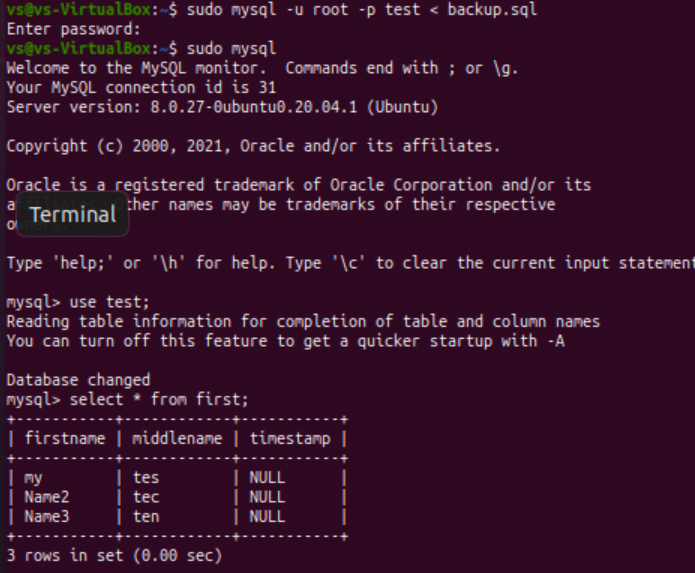 vs@vs-VirtualBox:~$ sudo mysql -u root -p test < backup.sql
Enter password:
vs@vs-VirtualBox:~$ sudo mysql
Welcome to the MySQL monitor.  Commands end with ; or \g.
Your MySQL connection id is 31
Server version: 8.0.27-0ubuntu0.20.04.1 (Ubuntu)
Copyright (c) 2000, 2021, Oracle and/or its affiliates.
Oracle is a registered trademark of Oracle Corporation and/or its
ther names may be trademarks of their respective
Terminal
Type 'help;' or '\h' for help. Type '\c' to clear the current input statement
mysql> use test;
Reading table information for completion of table and column names
You can turn off this feature to get a quicker startup with -A
Database changed
mysql> select * from first;
+-----------+------------+-----------+
| firstname | middlename | timestamp |
+-----------+------------+-----------+
| my        | tes        | NULL      |
| Name2     | tec        | NULL      |
| Name3     | ten        | NULL      |
+-----------+------------+-----------+
3 rows in set (0.00 sec)